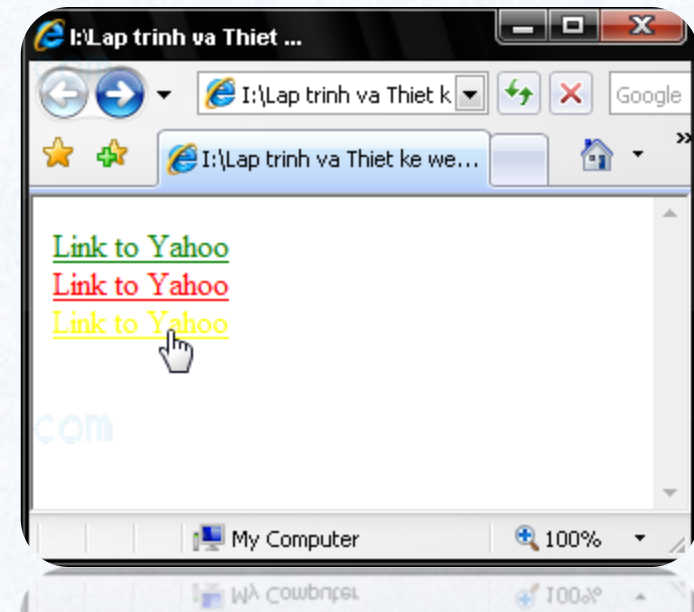 I:\Lap trinh va Thiet ...
I:\Lap trinh va Thiet k
Google
I:\Lap trinh va Thiet ke we...
Link to Yahoo
Link to Yahoo
Link to Yahoo
com
My Computer
100%